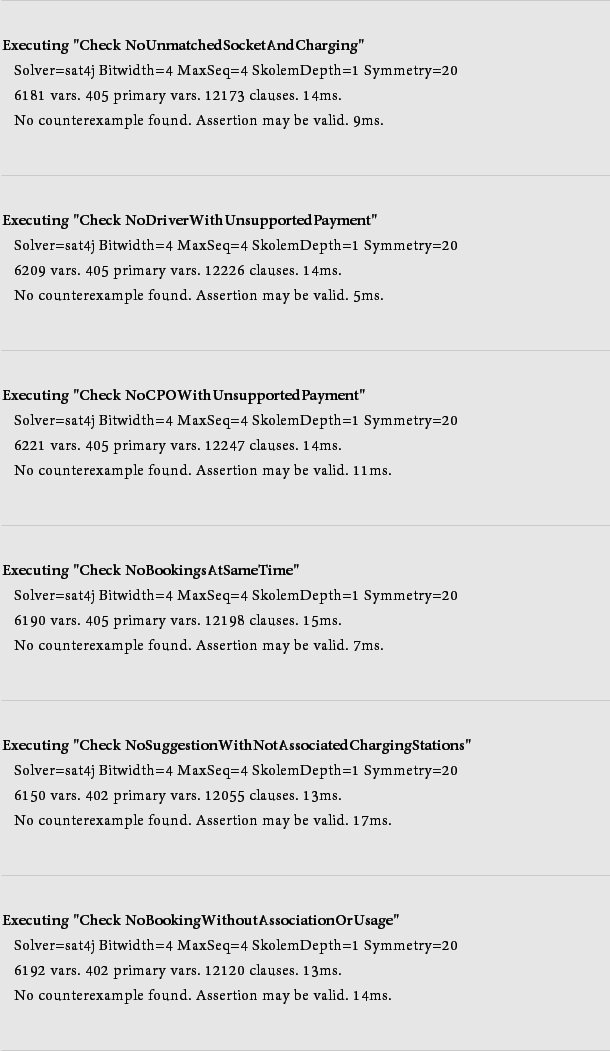 Executing "Check NoUnmatchedSocketAndCharging"
Solver=sat4j Bitwidth=4 MaxSeq=4 SkolemDepth=1 Symmetry=20
6181 vars. 405 primary vars. 12173 clauses. 14ms.
No counterexample found. Assertion may be valid. 9ms.
Executing "Check NoDriverWithUnsupportedPayment"
Solver=sat4j Bitwidth=4 MaxSeq=4 SkolemDepth=1 Symmetry=20
6209 vars. 405 primary vars. 12226 clauses. 14ms.
No counterexample found. Assertion may be valid. 5ms.
Executing "Check NoCPOWithUnsupportedPayment"
Solver=sat4j Bitwidth=4 MaxSeq=4 SkolemDepth=1 Symmetry=20
6221 vars. 405 primary vars. 12247 clauses. 14ms.
No counterexample found. Assertion may be valid. 11ms.
Executing "Check NoBookingsAtSameTime"
Solver=sat4j Bitwidth=4 MaxSeq=4 SkolemDepth=1 Symmetry=20
6190 vars. 405 primary vars. 12198 clauses. 15ms.
No counterexample found. Assertion may be valid. 7ms.
Executing "Check NoSuggestionWithNotAssociatedChargingStations"
Solver=sat4j Bitwidth=4 MaxSeq=4 SkolemDepth=1 Symmetry=20
6150 vars. 402 primary vars. 12055 clauses. 13ms.
No counterexample found. Assertion may be valid. 17ms.
Executing "Check NoBookingWithoutAssociationOrUsage"
Solver=sat4j Bitwidth=4 MaxSeq=4 SkolemDepth=1 Symmetry=20
6192 vars. 402 primary vars. 12120 clauses. 13ms.
No counterexample found. Assertion may be valid. 14ms.